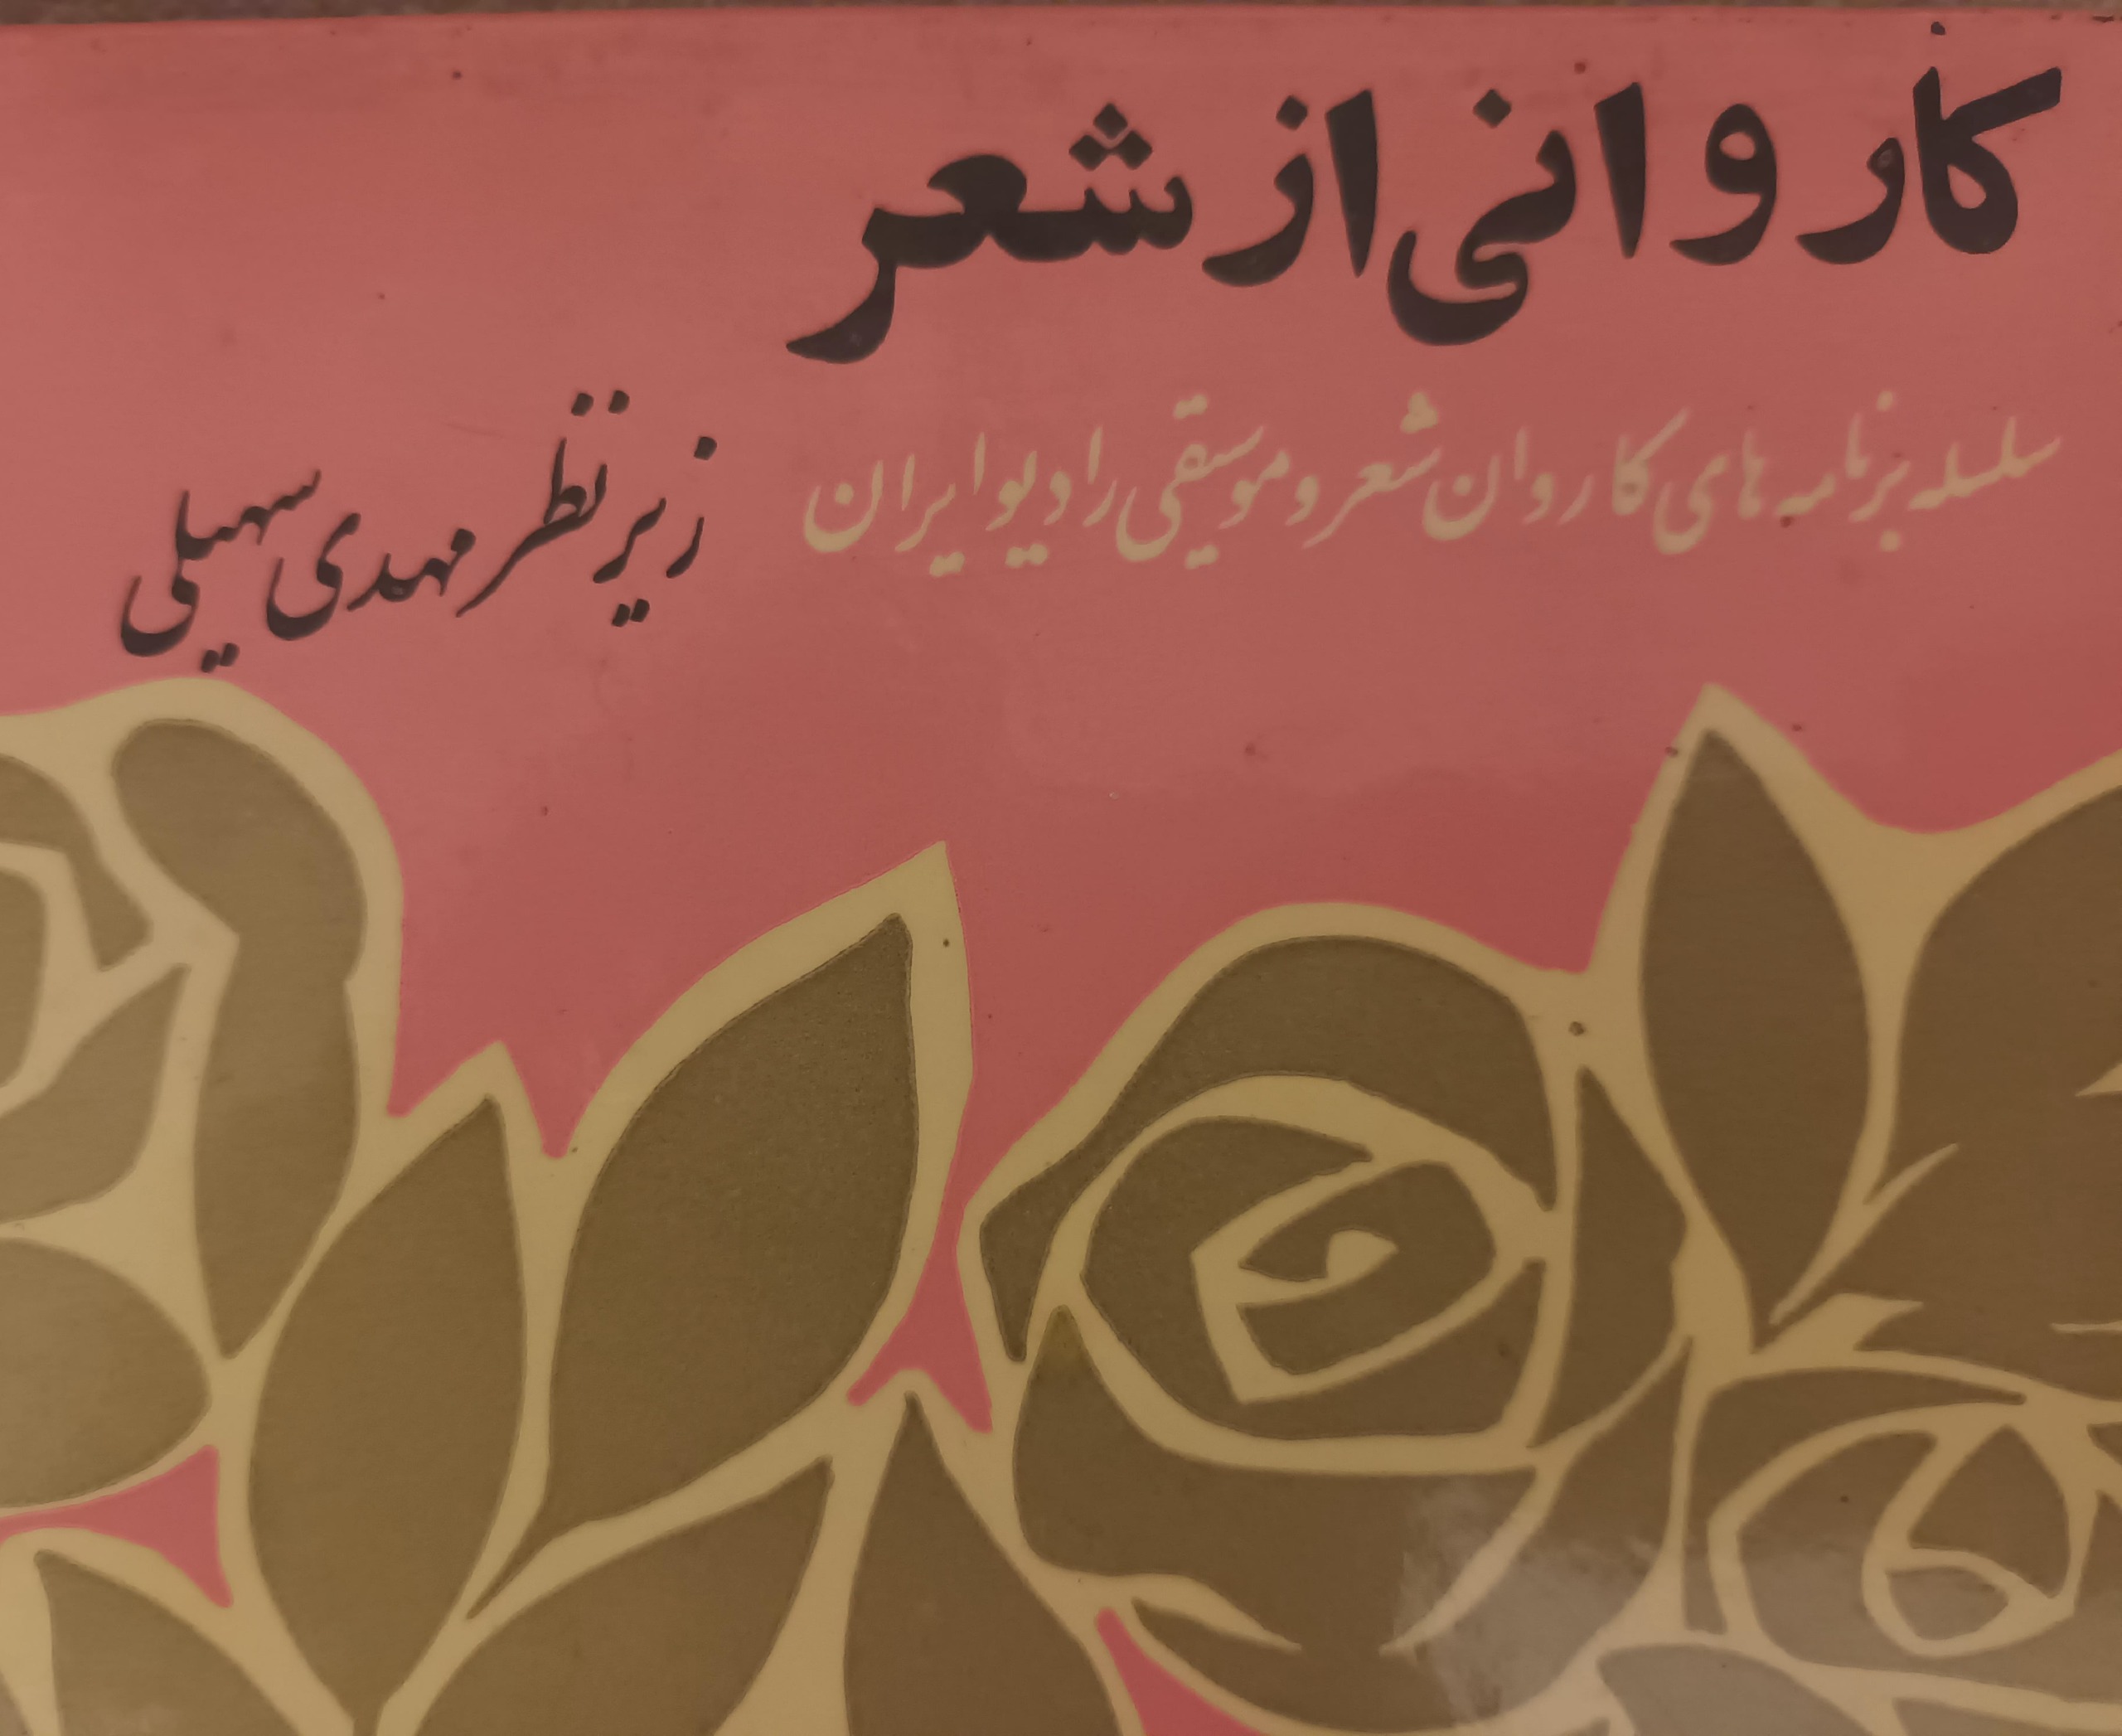 کاروانی از شعر
سلسله برنامه های کاروان شعر و موسیقی رادیو ایران
زیر نظر مهدی سهیلی